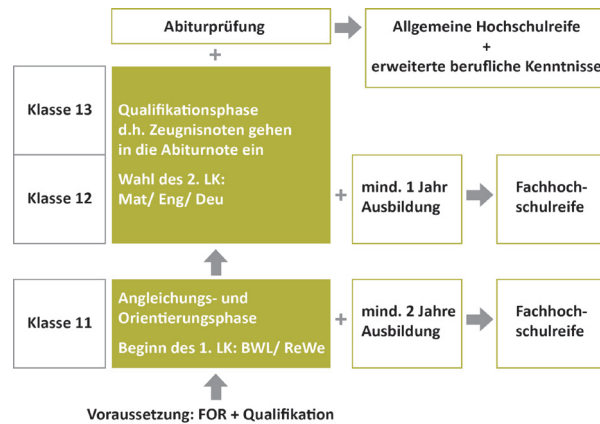 Abiturprüfung
Allgemeine Hochschulreife
+
erweiterte berufliche Kenntnisse
+
Klasse 13
Qualifikationsphase
d.h. Zeugnisnoten gehen
in die Abiturnote ein
Wahl des 2. LK:
Mat/ Eng/ Deu
Klasse 12
+
mind. 1 Jahr
Ausbildung
Fachhoch-
schulreife
Klasse 11
Angleichungs- und
Orientierungsphase
Beginn des 1. LK: BWL/ ReWe
+
mind. 2 Jahre
Ausbildung
Fachhoch-
schulreife
Voraussetzung: FOR + Qualifikation